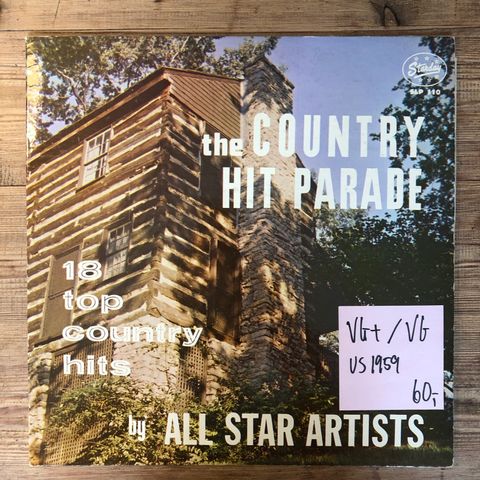 Starday
SLP 110
the COUNTRY
HIT PARADE
18
top
country
hits
VG+/VG
US 1959
60,-
by ALL STAR ARTISTS